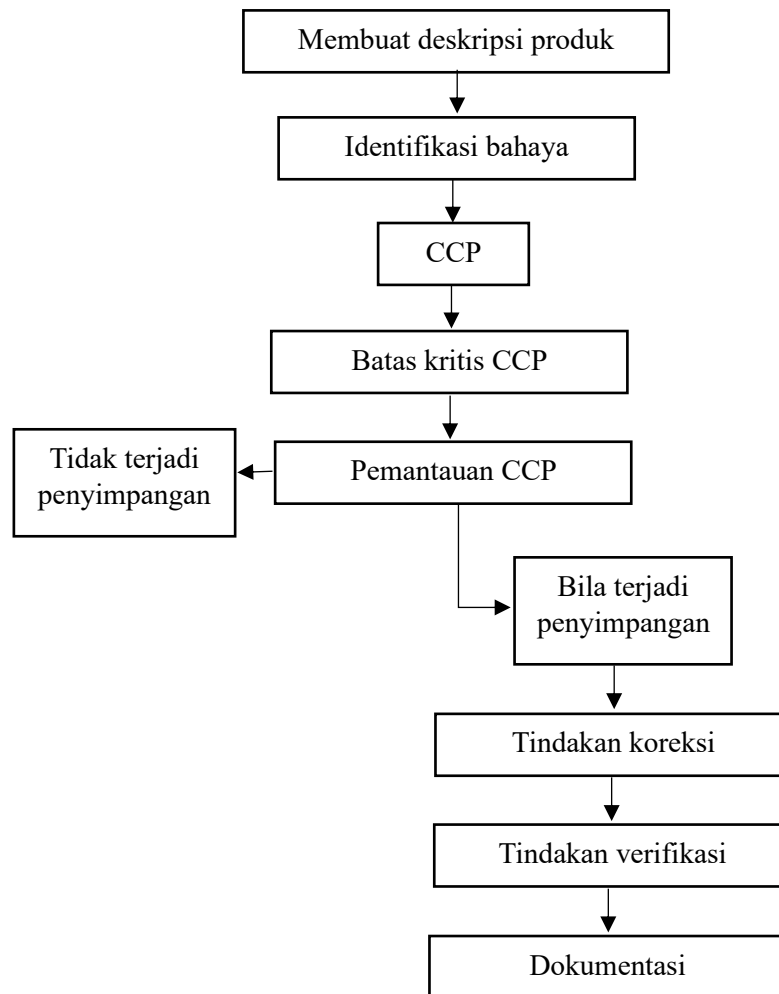 Membuat deskripsi produk
Identifikasi bahaya
CCP
Batas kritis CCP
Tidak terjadi
penyimpangan
Pemantauan CCP
Bila terjadi
penyimpangan
Tindakan koreksi
Tindakan verifikasi
Dokumentasi